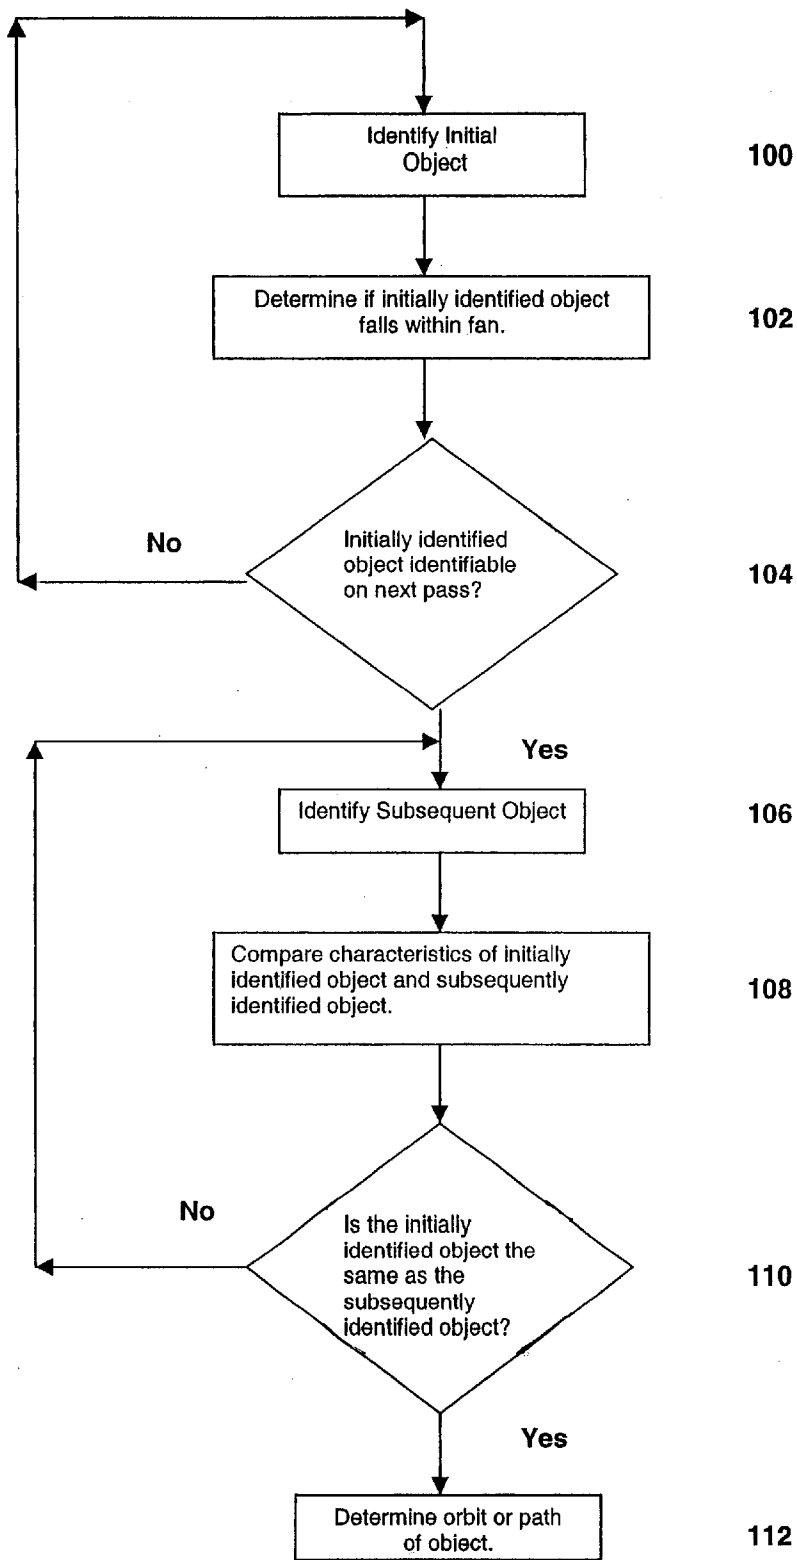 Identify Initial
Object
100
Determine if initially identified object
falls within fan.
102
No
Initially identified
object identifiable
on next pass?
104
Yes
Identify Subsequent Object
106
Compare characteristics of initially
identified object and subsequently
identified object.
108
No
Is the initially
identified object the
same as the
subsequently
identified object?
110
Yes
Determine orbit or path
of object.
112